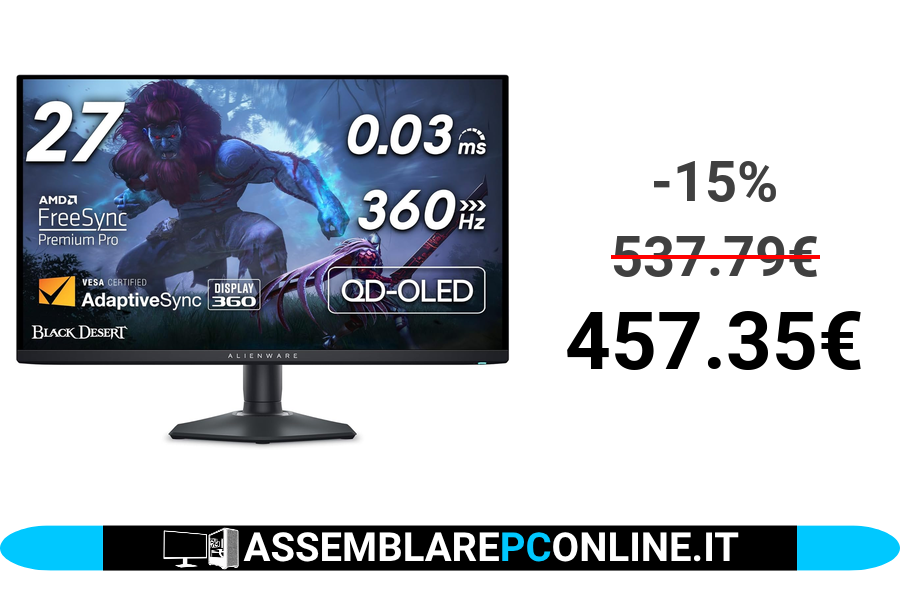 27
0.03 ms
AMD
FreeSync
Premium Pro
360 Hz
VESA CERTIFIED
AdaptiveSync
DISPLAY
360
QD-OLED
BLACK DESERT
ALIENWARE
-15%
537.79€
457.35€
ASSEMBLAREPCONLINE.IT